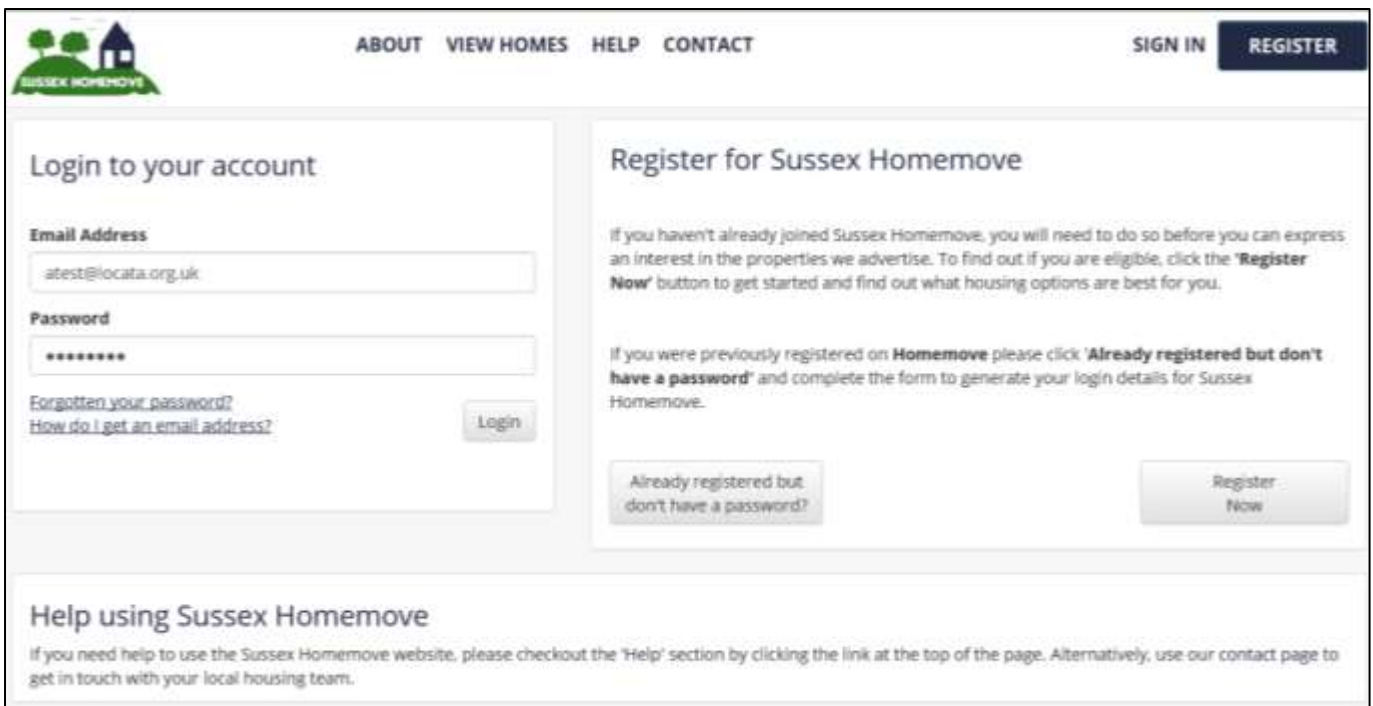 SUSSEX HOMEMOVE
ABOUT VIEW HOMES HELP CONTACT SIGN IN REGISTER
Login to your account
Email Address
atest@locata.org.uk
Password
********
Forgotten your password?
How do I get an email address?
Login
Register for Sussex Homemove
If you haven't already joined Sussex Homemove, you will need to do so before you can express
an interest in the properties we advertise. To find out if you are eligible, click the 'Register
Now' button to get started and find out what housing options are best for you.
If you were previously registered on Homemove please click 'Already registered but don't
have a password' and complete the form to generate your login details for Sussex
Homemove.
Already registered but
don't have a password?
Register
Now
Help using Sussex Homemove
If you need help to use the Sussex Homemove website, please checkout the 'Help' section by clicking the link at the top of the page. Alternatively, use our contact page to
get in touch with your local housing team.